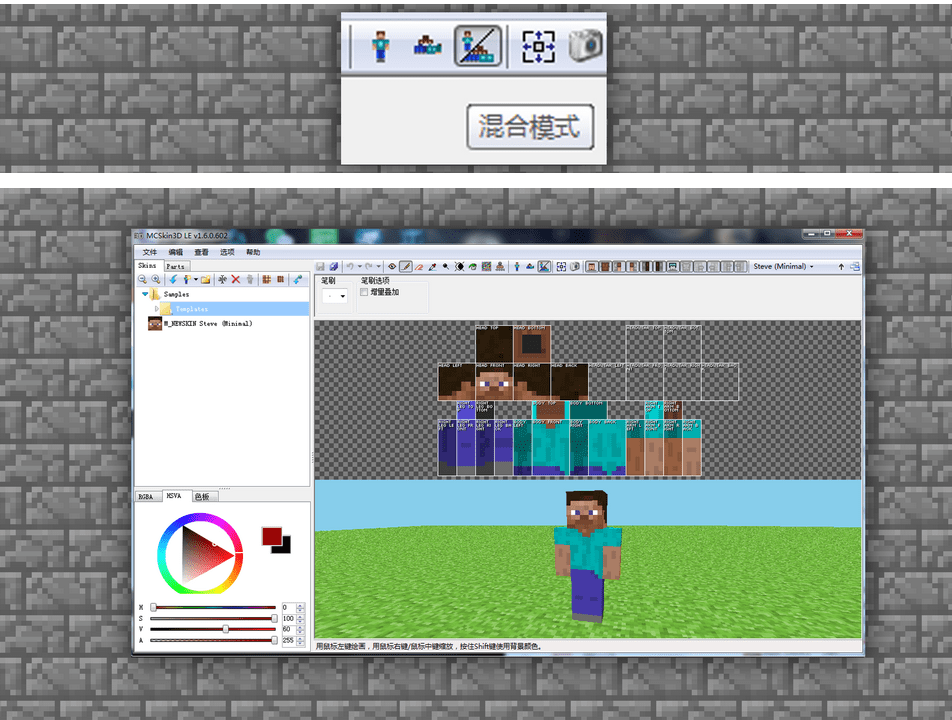 混合模式
MCSkin3D LE v1.6.0.602
文件 编辑 查看 选项 帮助
Skins Parts
Steve (Minimal)
笔刷 笔刷选项
增量叠加
Samples
Templates
M_NEWSKIN Steve (Minimal)
HEAD TOP HEAD BOTTOM
HEAD LEFT HEAD FRONT HEAD RIGHT HEAD BACK
BODY TOP BODY BOTTOM
BODY LEFT BODY FRONT BODY RIGHT BODY BACK
RGBA HSVA 色板
H 0
S 100
V 60
A 255
用鼠标左键绘画，用鼠标右键/鼠标中键缩放，按住Shift键使用背景颜色。